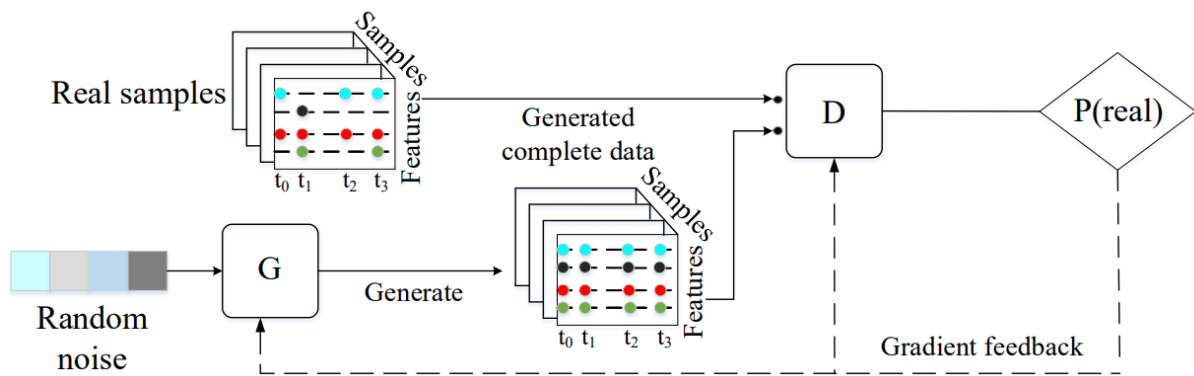 Real samples
Samples
Features
t₀ t₁ t₂ t₃
Generated
complete data
D
P(real)
Random
noise
G
Generate
Samples
Features
t₀ t₁ t₂ t₃
Gradient feedback